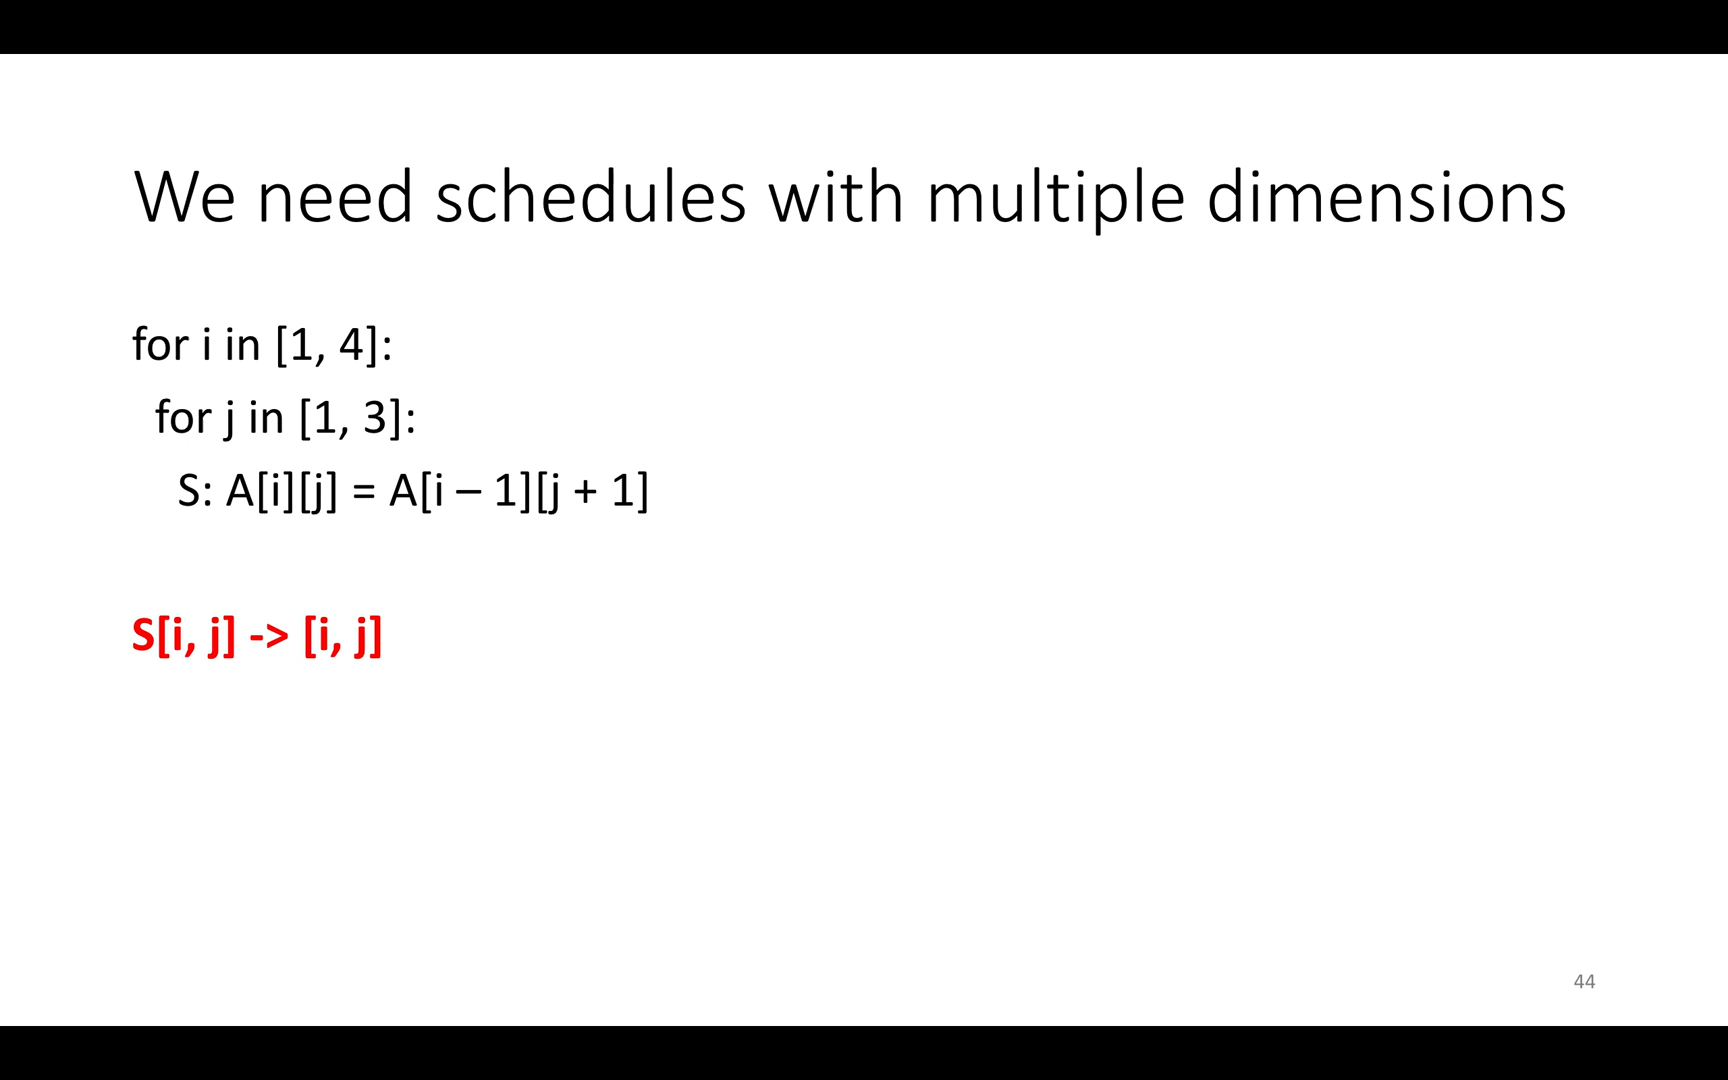 We need schedules with multiple dimensions
for i in [1, 4]:
for j in [1, 3]:
S: A[i][j] = A[i – 1][j + 1]
S[i, j] -> [i, j]
44